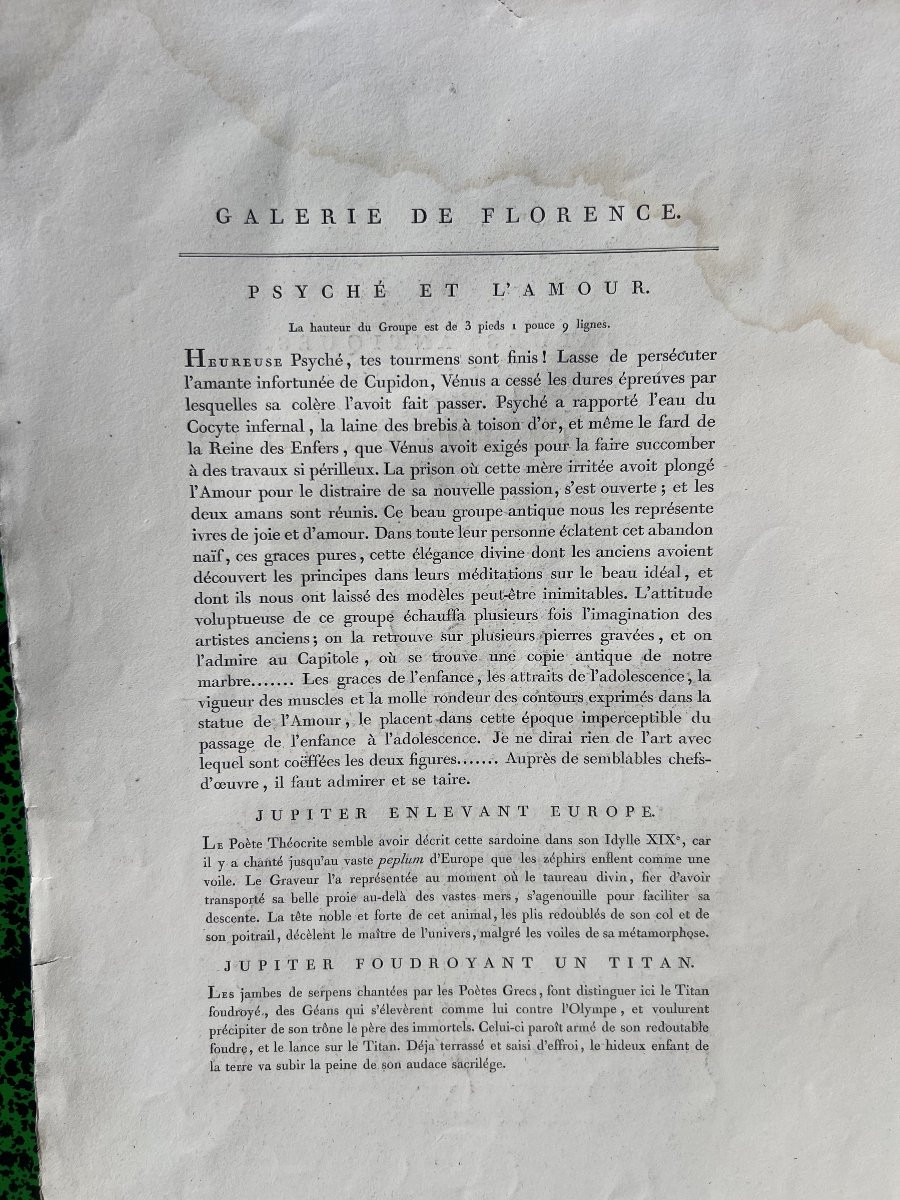 GALERIE DE FLORENCE.
PSYCHÉ ET L'AMOUR.
La hauteur du Groupe est de 3 pieds 1 pouce 9 lignes.
HEUREUSE Psyché, tes tourmens sont finis! Lasse de persécuter
l'amante infortunée de Cupidon, Vénus a cessé les dures épreuves par
lesquelles sa colère l'avoit fait passer. Psyché a rapporté l'eau du
Cocyte infernal, la laine des brebis à toison d'or, et même le fard de
la Reine des Enfers, que Vénus avoit exigés pour la faire succomber
à des travaux si périlleux. La prison où cette mère irritée avoit plongé
l'Amour pour le distraire de sa nouvelle passion, s'est ouverte; et les
deux amans sont réunis. Ce beau groupe antique nous les représente
ivres de joie et d'amour. Dans toute leur personne éclatent cet abandon
naïf, ces graces pures, cette élégance divine dont les anciens avoient
découvert les principes dans leurs méditations sur le beau idéal, et
dont ils nous ont laissé des modèles peut-être inimitables. L'attitude
voluptueuse de ce groupe échauffa plusieurs fois l'imagination des
artistes anciens; on la retrouve sur plusieurs pierres gravées, et on
l'admire au Capitole, où se trouve une copie antique de notre
marbre....... Les graces de l'enfance, les attraits de l'adolescence, la
vigueur des muscles et la molle rondeur des contours exprimés dans la
statue de l'Amour, le placent dans cette époque imperceptible du
passage de l'enfance à l'adolescence. Je ne dirai rien de l'art avec
lequel sont coëffées les deux figures....... Auprès de semblables chefs-
d'œuvre, il faut admirer et se taire.
JUPITER ENLEVANT EUROPE.
LE Poète Théocrite semble avoir décrit cette sardoine dans son Idylle XIXe, car
il y a chanté jusqu'au vaste peplum d'Europe que les zéphirs enflent comme une
voile. Le Graveur l'a représentée au moment où le taureau divin, fier d'avoir
transporté sa belle proie au-delà des vastes mers, s'agenouille pour faciliter sa
descente. La tête noble et forte de cet animal, les plis redoublés de son col et de
son poitrail, décèlent le maître de l'univers, malgré les voiles de sa métamorphose.
JUPITER FOUDROYANT UN TITAN.
LES jambes de serpens chantées par les Poètes Grecs, font distinguer ici le Titan
foudroyé, des Géans qui s'élevèrent comme lui contre l'Olympe, et voulurent
précipiter de son trône le père des immortels. Celui-ci paroît armé de son redoutable
foudre, et le lance sur le Titan. Déja terrassé et saisi d'effroi, le hideux enfant de
la terre va subir la peine de son audace sacrilége.